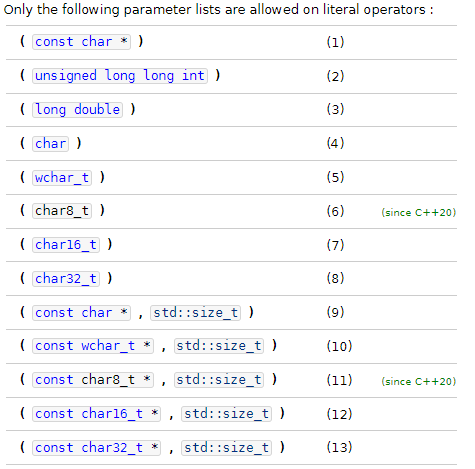 Only the following parameter lists are allowed on literal operators :
( const char * ) (1)
( unsigned long long int ) (2)
( long double ) (3)
( char ) (4)
( wchar_t ) (5)
( char8_t ) (6) (since C++20)
( char16_t ) (7)
( char32_t ) (8)
( const char * , std::size_t ) (9)
( const wchar_t * , std::size_t ) (10)
( const char8_t * , std::size_t ) (11) (since C++20)
( const char16_t * , std::size_t ) (12)
( const char32_t * , std::size_t ) (13)